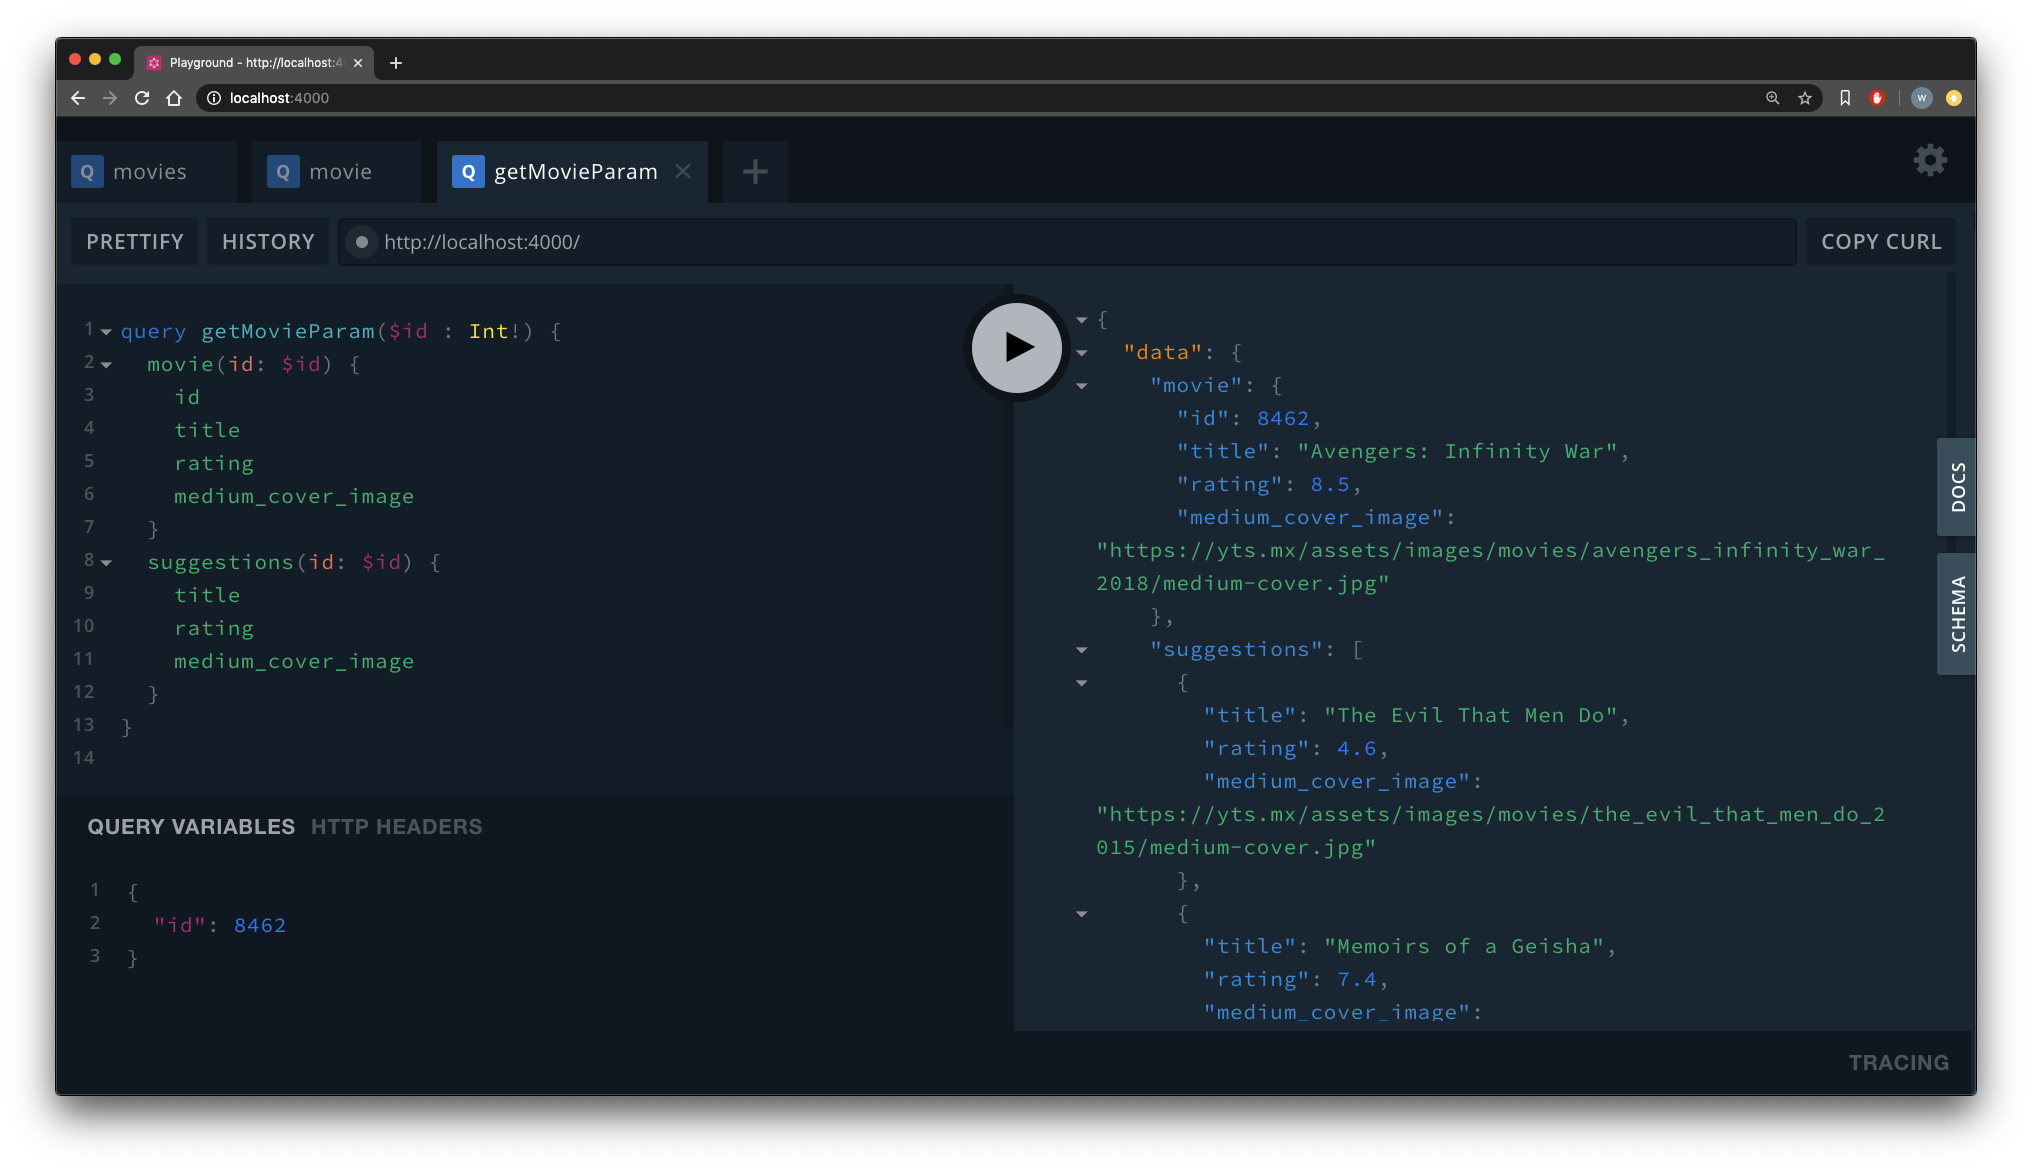 Playground - http://localhost:4
localhost:4000
W
Q movies
Q movie
Q getMovieParam
PRETTIFY
HISTORY
http://localhost:4000/
COPY CURL
1 query getMovieParam($id : Int!) {
2 movie(id: $id) {
3 id
4 title
5 rating
6 medium_cover_image
7 }
8 suggestions(id: $id) {
9 title
10 rating
11 medium_cover_image
12 }
13 }
14
QUERY VARIABLES HTTP HEADERS
1 {
2 "id": 8462
3 }
{
"data": {
"movie": {
"id": 8462,
"title": "Avengers: Infinity War",
"rating": 8.5,
"medium_cover_image":
"https://yts.mx/assets/images/movies/avengers_infinity_war_
2018/medium-cover.jpg"
},
"suggestions": [
{
"title": "The Evil That Men Do",
"rating": 4.6,
"medium_cover_image":
"https://yts.mx/assets/images/movies/the_evil_that_men_do_2
015/medium-cover.jpg"
},
{
"title": "Memoirs of a Geisha",
"rating": 7.4,
"medium_cover_image":
DOCS
SCHEMA
TRACING